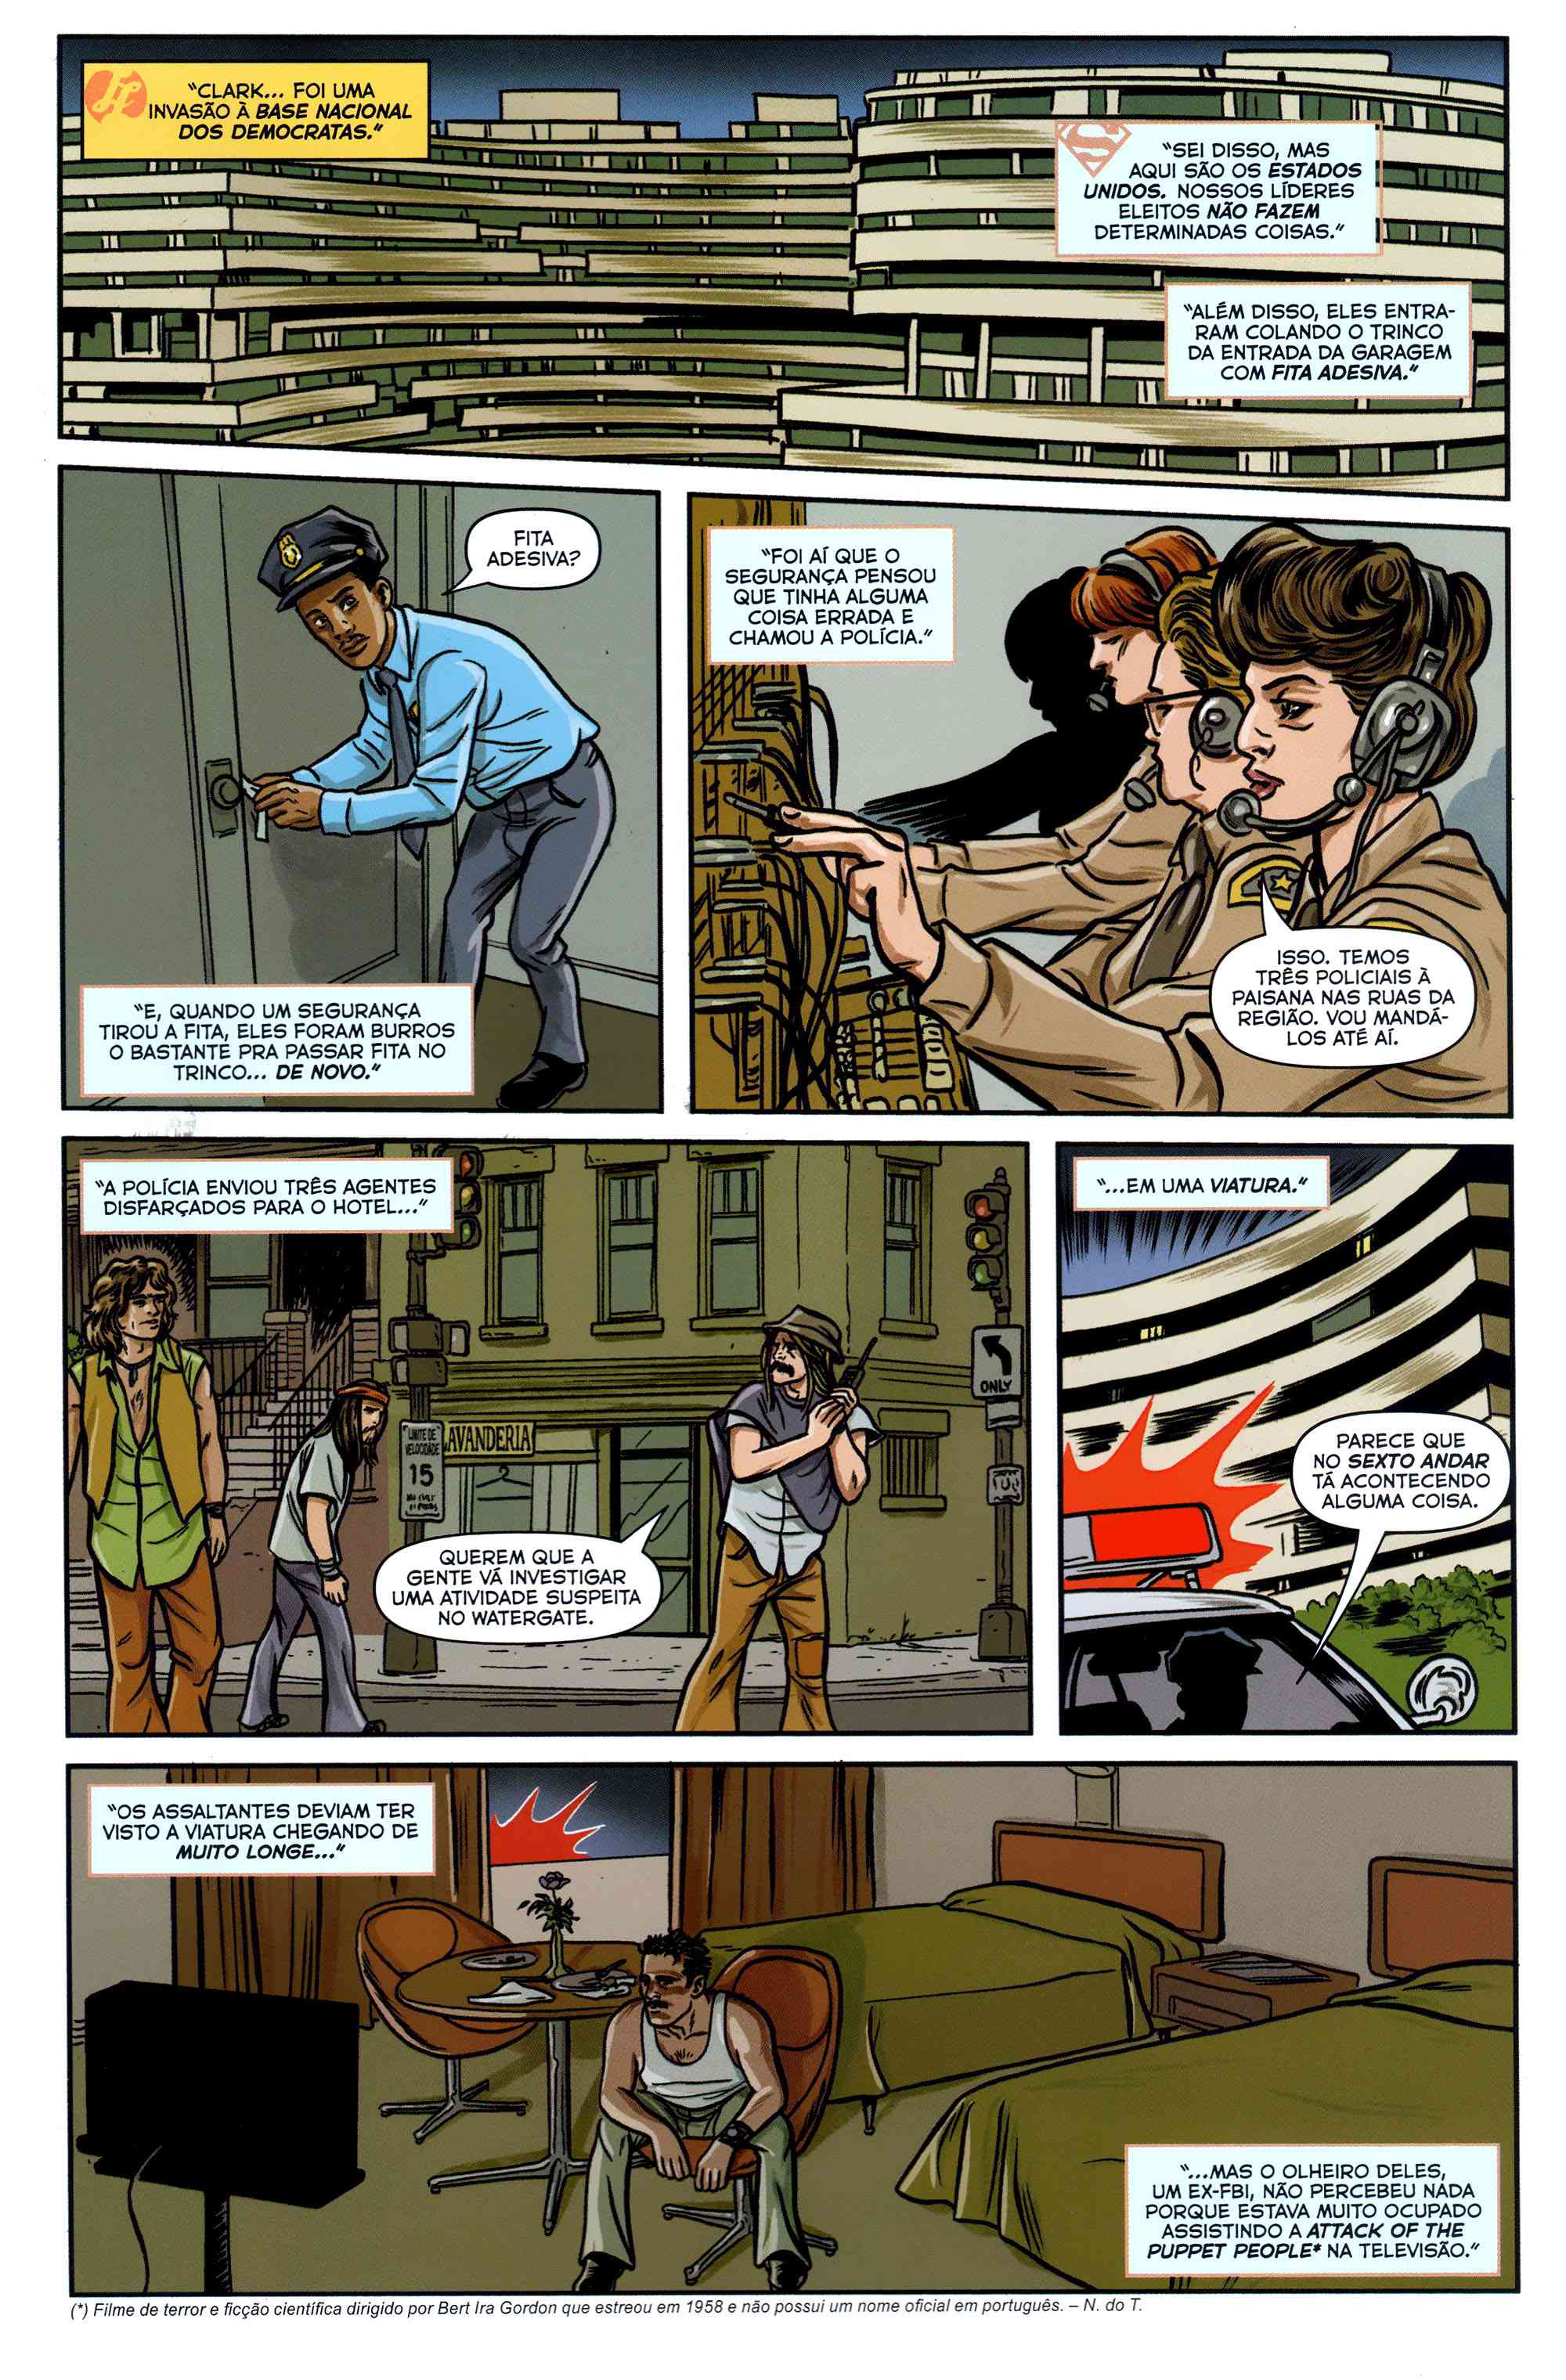 "CLARK... FOI UMA
INVASÃO À BASE NACIONAL
DOS DEMOCRATAS."
"SEI DISSO, MAS
AQUI SÃO OS ESTADOS
UNIDOS. NOSSOS LÍDERES
ELEITOS NÃO FAZEM
DETERMINADAS COISAS."
"ALÉM DISSO, ELES ENTRA-
RAM COLANDO O TRINCO
DA ENTRADA DA GARAGEM
COM FITA ADESIVA."
FITA
ADESIVA?
"E, QUANDO UM SEGURANÇA
TIROU A FITA, ELES FORAM BURROS
O BASTANTE PRA PASSAR FITA NO
TRINCO... DE NOVO."
"FOI AÍ QUE O
SEGURANÇA PENSOU
QUE TINHA ALGUMA
COISA ERRADA E
CHAMOU A POLÍCIA."
ISSO. TEMOS
TRÊS POLICIAIS À
PAISANA NAS RUAS DA
REGIÃO. VOU MANDÁ-
LOS ATÉ AÍ.
"A POLÍCIA ENVIOU TRÊS AGENTES
DISFARÇADOS PARA O HOTEL..."
ONLY
LIMITE DE
VELOCIDADE
15
AVANDERIA
QUEREM QUE A
GENTE VÁ INVESTIGAR
UMA ATIVIDADE SUSPEITA
NO WATERGATE.
"...EM UMA VIATURA."
PARECE QUE
NO SEXTO ANDAR
TÁ ACONTECENDO
ALGUMA COISA.
"OS ASSALTANTES DEVIAM TER
VISTO A VIATURA CHEGANDO DE
MUITO LONGE..."
"...MAS O OLHEIRO DELES,
UM EX-FBI, NÃO PERCEBEU NADA
PORQUE ESTAVA MUITO OCUPADO
ASSISTINDO A ATTACK OF THE
PUPPET PEOPLE* NA TELEVISÃO."
(*) Filme de terror e ficção científica dirigido por Bert Ira Gordon que estreou em 1958 e não possui um nome oficial em português. – N. do T.